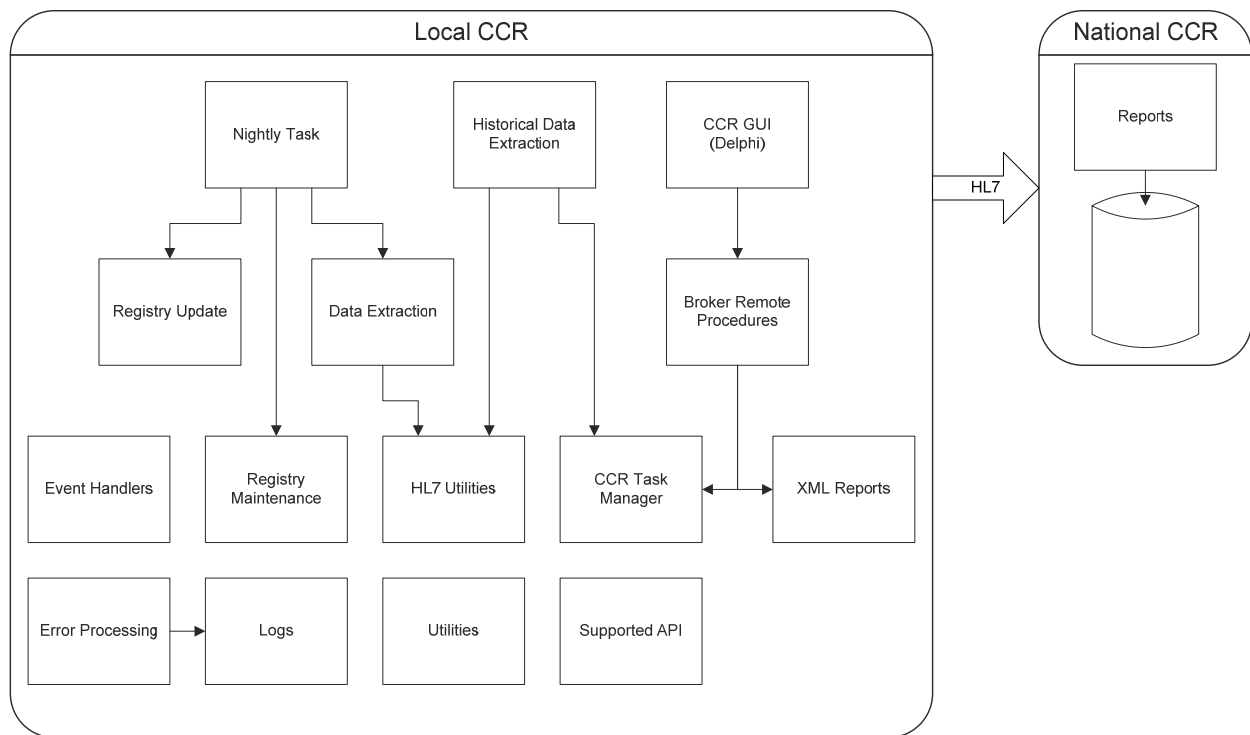 Local CCR
National CCR
Nightly Task
Historical Data
Extraction
CCR GUI
(Delphi)
Reports
HL7
Registry Update
Data Extraction
Broker Remote
Procedures
Event Handlers
Registry
Maintenance
HL7 Utilities
CCR Task
Manager
XML Reports
Error Processing
Logs
Utilities
Supported API